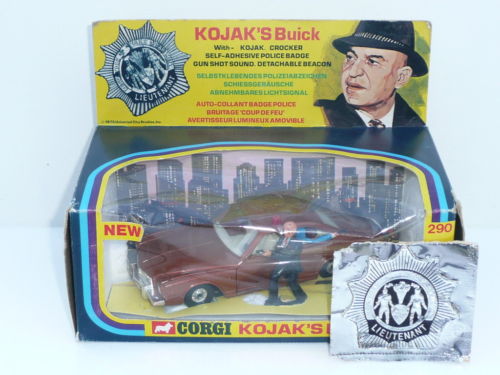 KOJAK'S Buick
With - KOJAK. CROCKER
SELF-ADHESIVE POLICE BADGE
GUN SHOT SOUND. DETACHABLE BEACON
SELBSTKLEBENDES POLIZEIABZEICHEN
SCHIESSGERÄUSCHE
ABNEHMBARES LICHTSIGNAL
AUTO-COLLANT BADGE POLICE
BRUITAGE 'COUP DE FEU'
AVERTISSEUR LUMINEUX AMOVIBLE
LIEUTENANT
NEW
290
CORGI KOJAK'S
LIEUTENANT